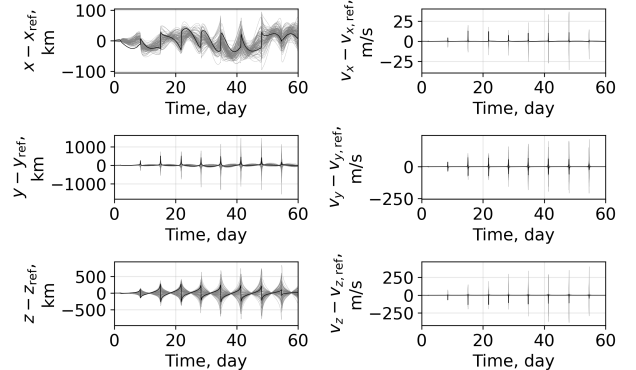 x − x_ref,
km
100
0
−100
0 20 40 60
Time, day
v_x − v_x,ref,
m/s
25
0
−25
0 20 40 60
Time, day
y − y_ref,
km
1000
0
−1000
0 20 40 60
Time, day
v_y − v_y,ref,
m/s
0
−250
0 20 40 60
Time, day
z − z_ref,
km
500
0
−500
0 20 40 60
Time, day
v_z − v_z,ref,
m/s
250
0
−250
0 20 40 60
Time, day